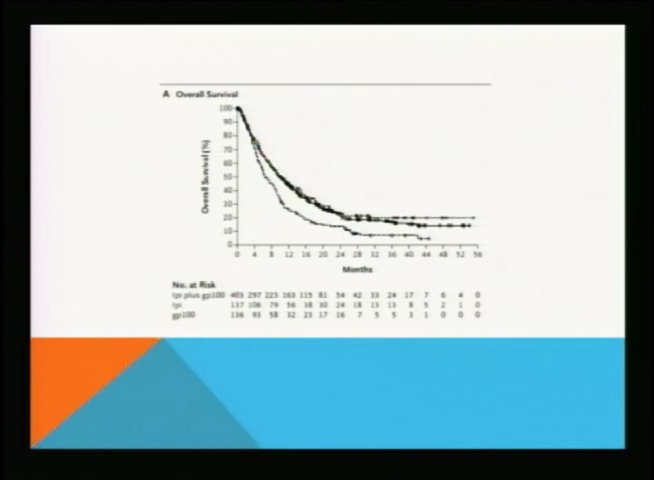 A Overall Survival
100
90
80
70
60
50
40
30
20
10
0
Overall Survival (%)
0 4 8 12 16 20 24 28 32 36 40 44 48 52 56
Months
No. at Risk
Ipi plus gp100 403 297 223 163 115 81 54 42 33 24 17 7 6 4 0
Ipi 137 106 79 56 38 30 24 18 13 13 8 5 2 1 0
gp100 136 93 58 32 23 17 16 7 5 5 3 1 0 0 0